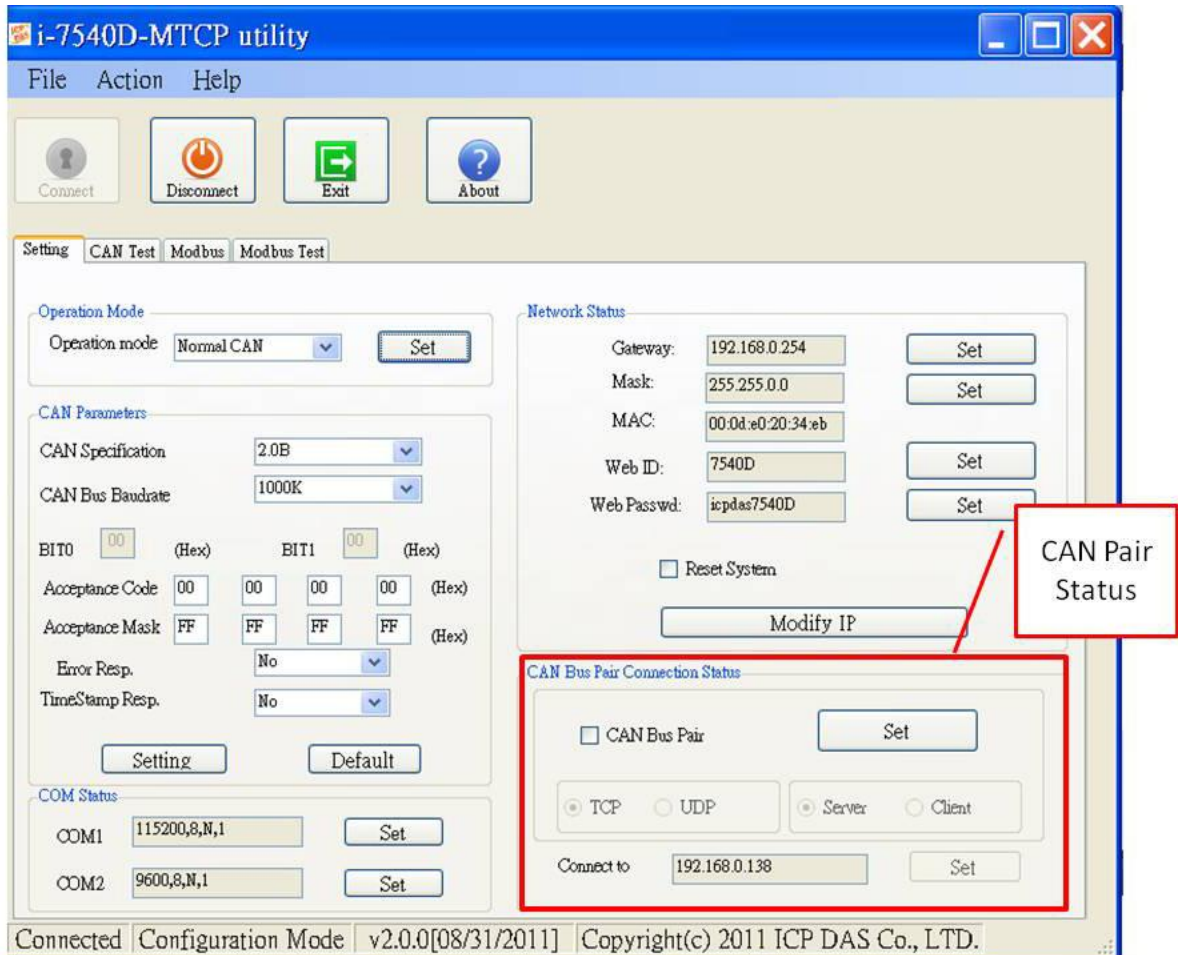 i-7540D-MTCP utility
File Action Help
Connect Disconnect Exit About
Setting CAN Test Modbus Modbus Test
Operation Mode
Operation mode Normal CAN Set
CAN Parameters
CAN Specification 2.0B
CAN Bus Baudrate 1000K
BIT0 00 (Hex) BIT1 00 (Hex)
Acceptance Code 00 00 00 00 (Hex)
Acceptance Mask FF FF FF FF (Hex)
Error Resp. No
TimeStamp Resp. No
Setting Default
COM Status
COM1 115200,8,N,1 Set
COM2 9600,8,N,1 Set
Network Status
Gateway: 192.168.0.254 Set
Mask: 255.255.0.0 Set
MAC: 00:0d:e0:20:34:eb
Web ID: 7540D Set
Web Passwd: icpdas7540D Set
Reset System
Modify IP
CAN Pair
Status
CAN Bus Pair Connection Status
CAN Bus Pair Set
TCP UDP Server Client
Connect to 192.168.0.138 Set
Connected Configuration Mode v2.0.0[08/31/2011] Copyright(c) 2011 ICP DAS Co., LTD.